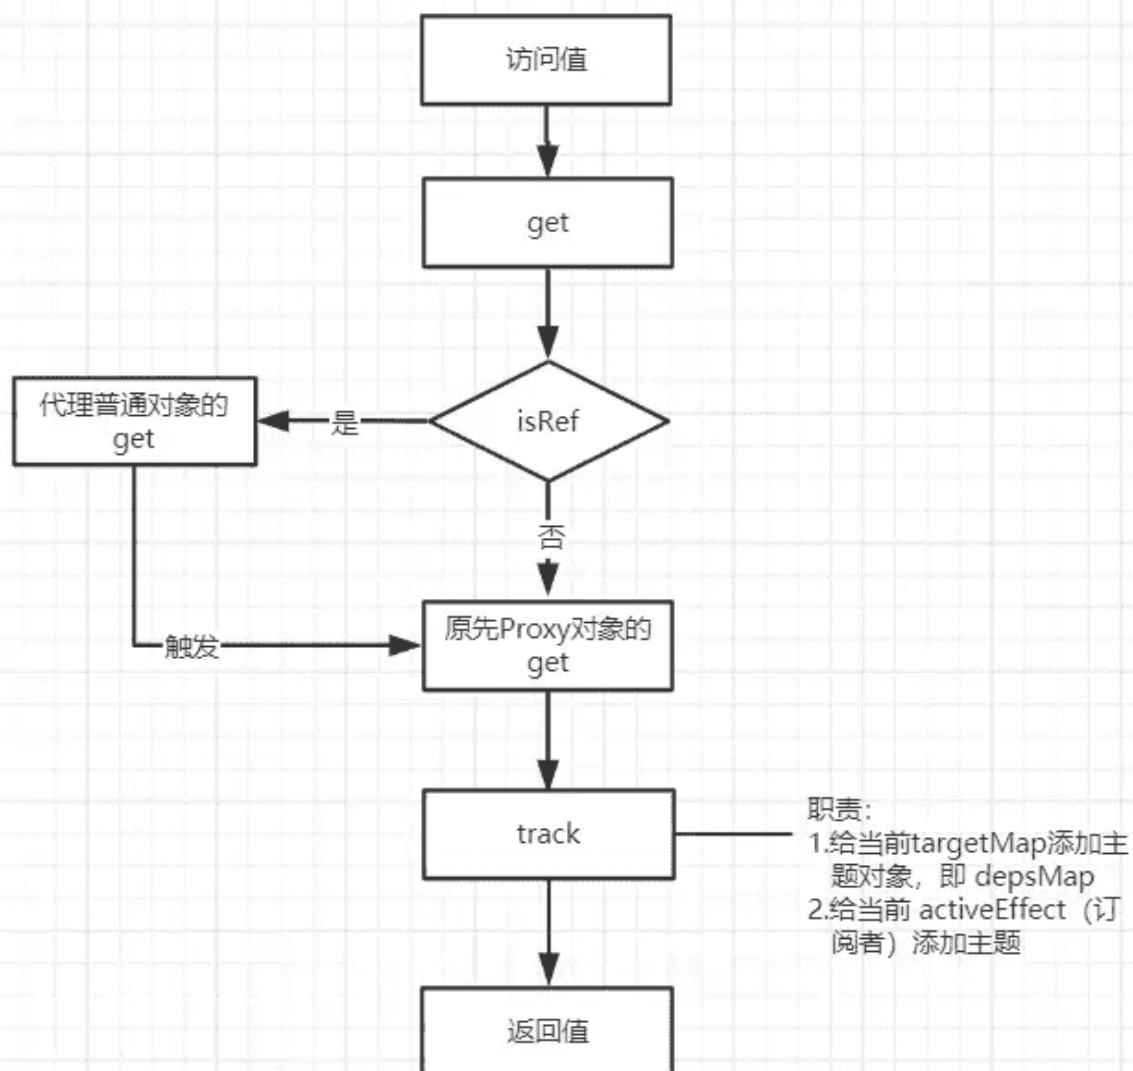 访问值
get
isRef
是
代理普通对象的
get
否
触发
原先Proxy对象的
get
track
职责：
1.给当前targetMap添加主
题对象，即 depsMap
2.给当前 activeEffect（订
阅者）添加主题
返回值